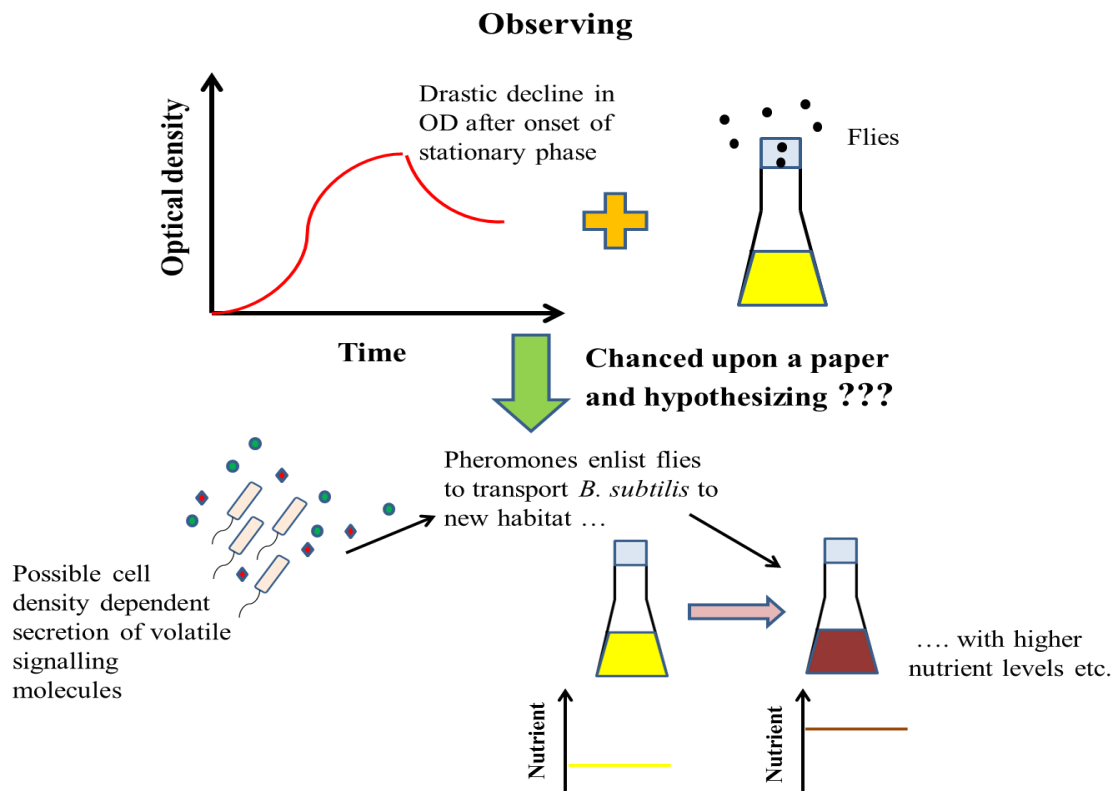 Observing
Optical density
Drastic decline in
OD after onset of
stationary phase
Flies
Time
Chanced upon a paper
and hypothesizing ???
Pheromones enlist flies
to transport B. subtilis to
new habitat …
Possible cell
density dependent
secretion of volatile
signalling
molecules
…. with higher
nutrient levels etc.
Nutrient
Nutrient